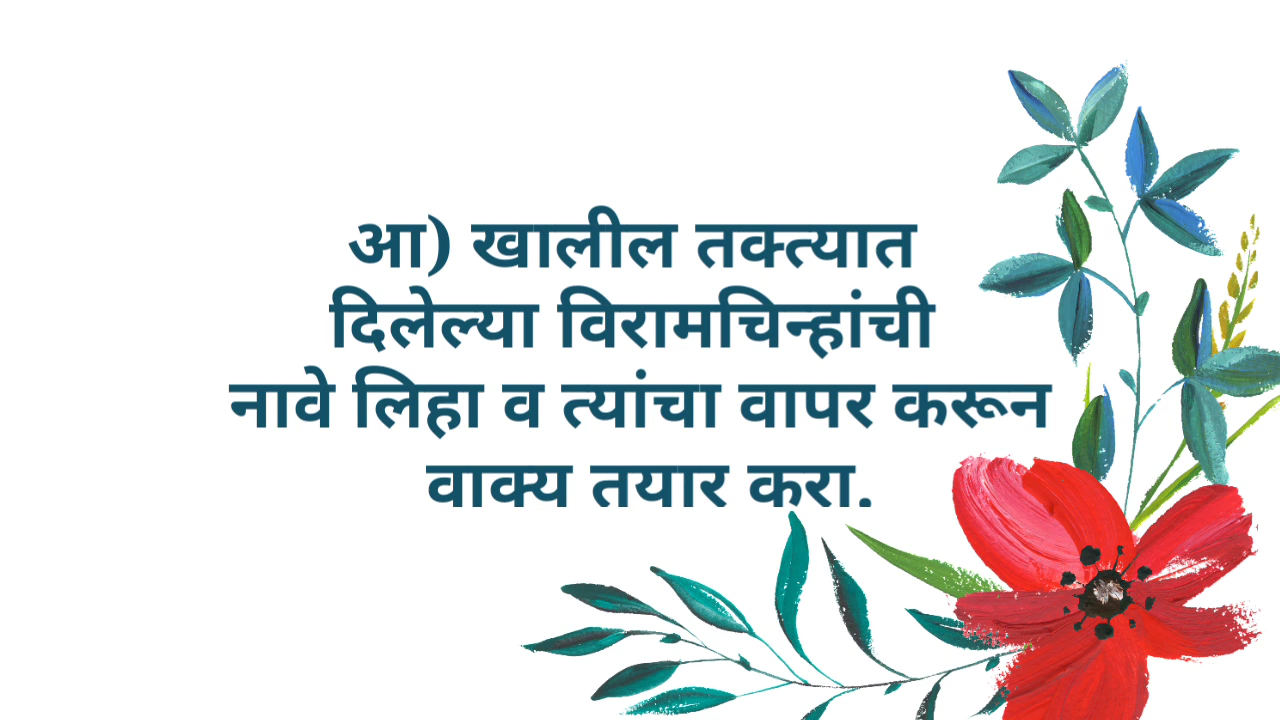 आ) खालील तक्त्यात
दिलेल्या विरामचिन्हांची
नावे लिहा व त्यांचा वापर करून
वाक्य तयार करा.